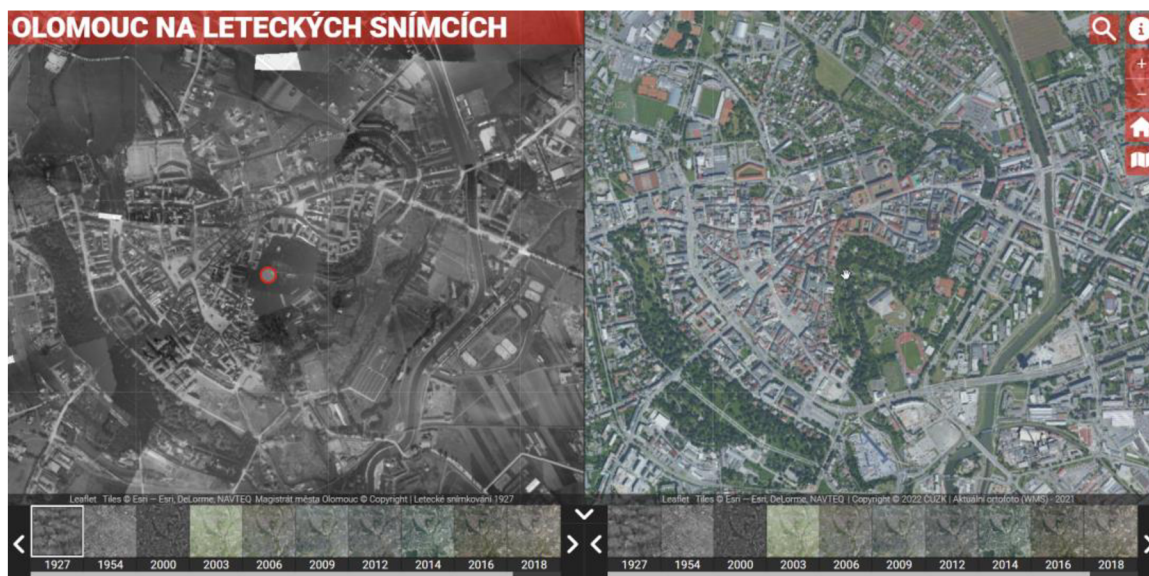 OLOMOUC NA LETECKÝCH SNÍMCÍCH
i
+
−
Leaflet Tiles © Esri — Esri, DeLorme, NAVTEQ Magistrát města Olomouc © Copyright | Letecké snímkování 1927
Leaflet Tiles © Esri — Esri, DeLorme, NAVTEQ | Copyright © 2022 ČÚZK | Aktuální ortofoto (WMS) - 2021
1927 1954 2000 2003 2006 2009 2012 2014 2016 2018
1927 1954 2000 2003 2006 2009 2012 2014 2016 2018